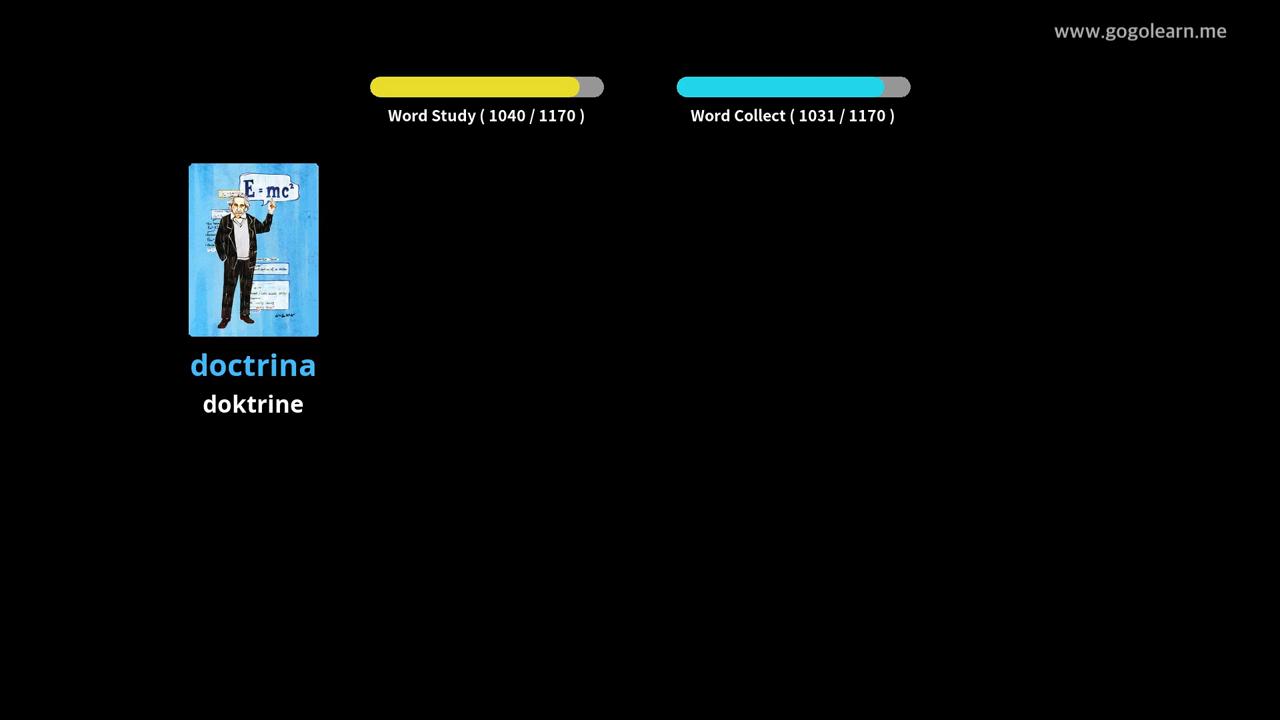 www.gogolearn.me
Word Study ( 1040 / 1170 )
Word Collect ( 1031 / 1170 )
E=mc²
doctrina
doktrine